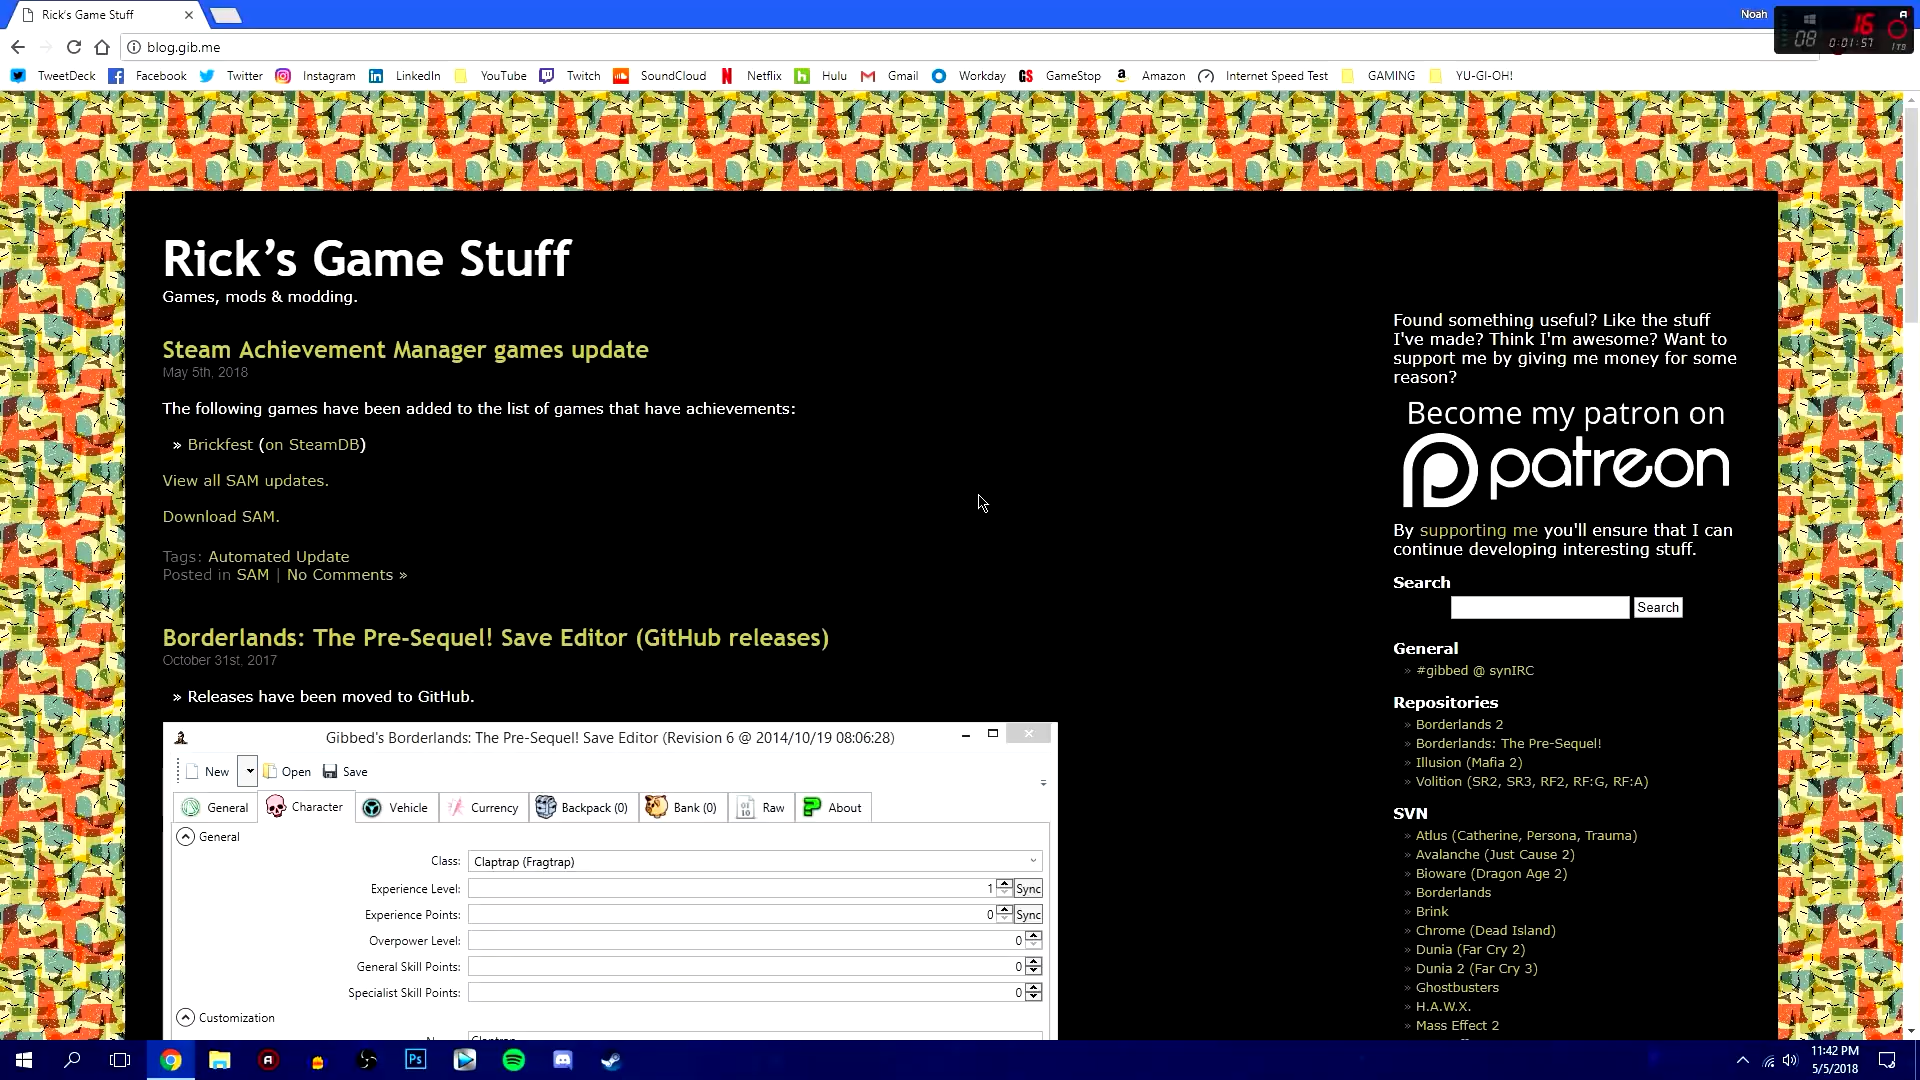 Rick's Game Stuff
Noah
16
08
0:01:57
1TB
blog.gib.me
TweetDeck Facebook Twitter Instagram LinkedIn YouTube Twitch SoundCloud Netflix Hulu Gmail Workday GameStop Amazon Internet Speed Test GAMING YU-GI-OH!
Rick's Game Stuff
Games, mods & modding.
Steam Achievement Manager games update
May 5th, 2018
The following games have been added to the list of games that have achievements:
» Brickfest (on SteamDB)
View all SAM updates.
Download SAM.
Tags: Automated Update
Posted in SAM | No Comments »
Borderlands: The Pre-Sequel! Save Editor (GitHub releases)
October 31st, 2017
» Releases have been moved to GitHub.
Gibbed's Borderlands: The Pre-Sequel! Save Editor (Revision 6 @ 2014/10/19 08:06:28)
New Open Save
General Character Vehicle Currency Backpack (0) Bank (0) Raw About
General
Class: Claptrap (Fragtrap)
Experience Level: 1 Sync
Experience Points: 0 Sync
Overpower Level: 0
General Skill Points: 0
Specialist Skill Points: 0
Customization
Found something useful? Like the stuff
I've made? Think I'm awesome? Want to
support me by giving me money for some
reason?
Become my patron on
patreon
By supporting me you'll ensure that I can
continue developing interesting stuff.
Search
Search
General
» #gibbed @ synIRC
Repositories
» Borderlands 2
» Borderlands: The Pre-Sequel!
» Illusion (Mafia 2)
» Volition (SR2, SR3, RF2, RF:G, RF:A)
SVN
» Atlus (Catherine, Persona, Trauma)
» Avalanche (Just Cause 2)
» Bioware (Dragon Age 2)
» Borderlands
» Brink
» Chrome (Dead Island)
» Dunia (Far Cry 2)
» Dunia 2 (Far Cry 3)
» Ghostbusters
» H.A.W.X.
» Mass Effect 2
Ps
11:42 PM
5/5/2018